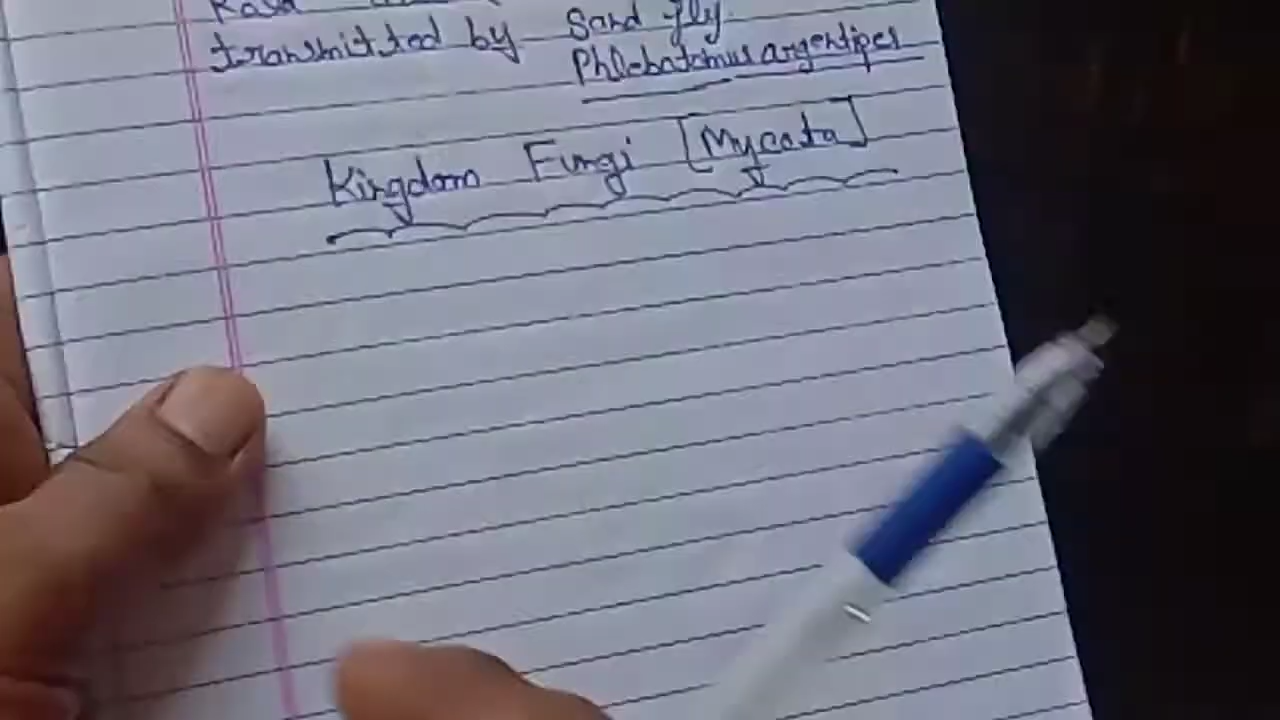 transmitted by Sand fly.
Phlebotomus argentipes
Kingdom Fungi [Mycota]